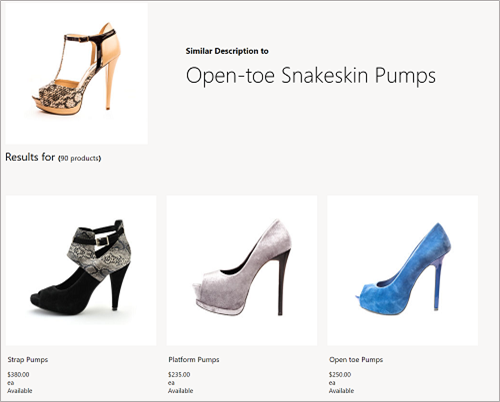 Similar Description to
Open-toe Snakeskin Pumps
Results for (90 products)
Strap Pumps
$380.00
ea
Available
Platform Pumps
$235.00
ea
Available
Open toe Pumps
$250.00
ea
Available